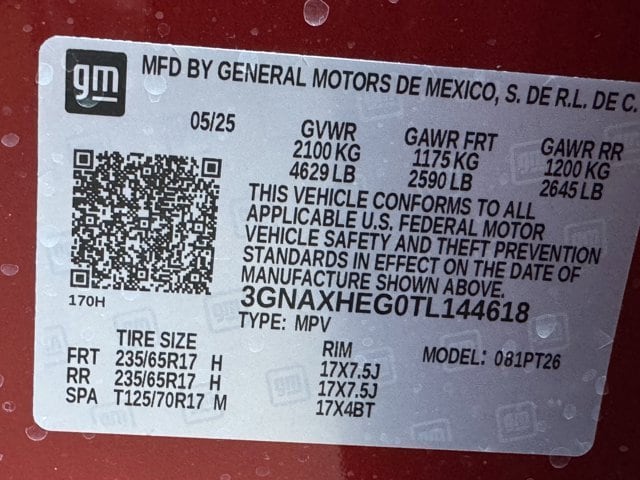 gm
MFD BY GENERAL MOTORS DE MEXICO, S. DE R.L. DE C.
05/25 GVWR GAWR FRT GAWR RR
2100 KG 1175 KG 1200 KG
4629 LB 2590 LB 2645 LB
THIS VEHICLE CONFORMS TO ALL
APPLICABLE U.S. FEDERAL MOTOR
VEHICLE SAFETY AND THEFT PREVENTION
STANDARDS IN EFFECT ON THE DATE OF
MANUFACTURE SHOWN ABOVE.
170H
3GNAXHEG0TL144618
TYPE: MPV
MODEL: 081PT26
TIRE SIZE RIM
FRT 235/65R17 H 17X7.5J
RR 235/65R17 H 17X7.5J
SPA T125/70R17 M 17X4BT